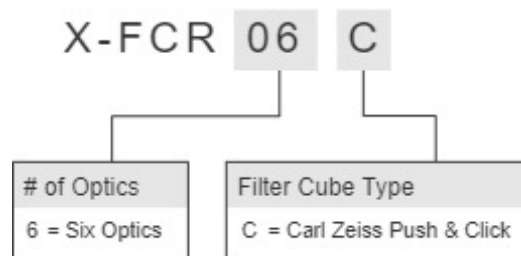 X-FCR 06 C
# of Optics
6 = Six Optics
Filter Cube Type
C = Carl Zeiss Push & Click